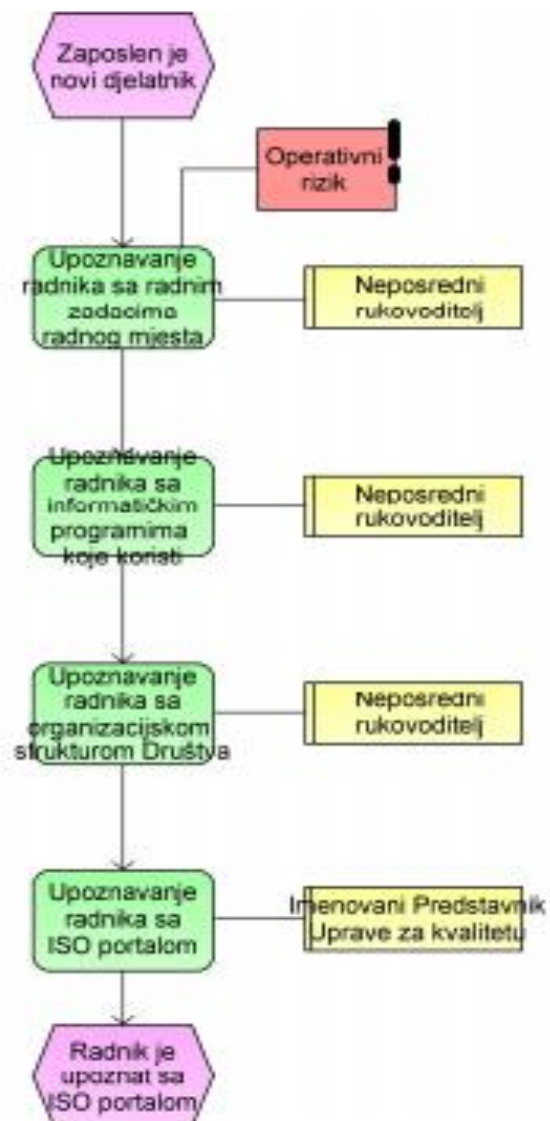 Zaposlen je
novi djelatnik
Operativni
rizik
Upoznavanje
radnika sa radnim
zadacima
radnog mjesta
Neposredni
rukovoditelj
Upoznavanje
radnika sa
informatičkim
programima
koje koristi
Neposredni
rukovoditelj
Upoznavanje
radnika sa
organizacijskom
strukturom Društva
Neposredni
rukovoditelj
Upoznavanje
radnika sa
ISO portalom
Imenovani Predstavnik
Uprave za kvalitetu
Radnik je
upoznat sa
ISO portalom